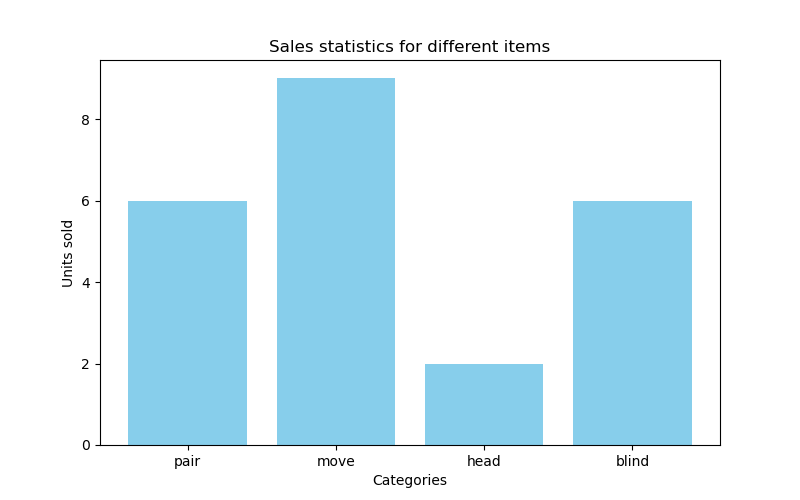 Sales statistics for different items
Units sold
8
6
4
2
0
pair move head blind
Categories